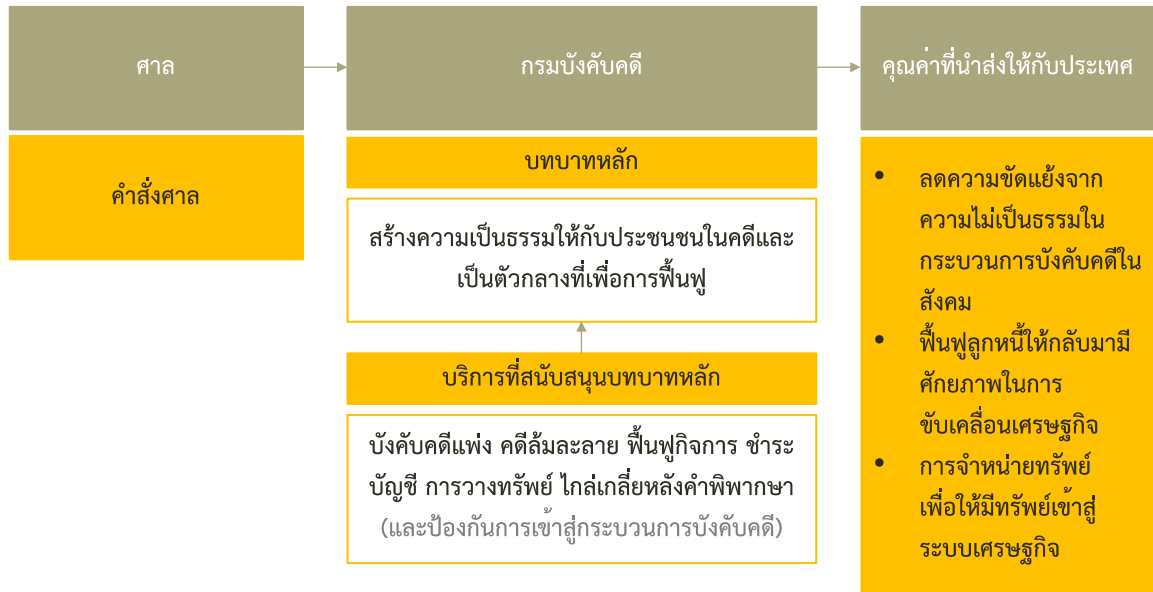 ศาล
คำสั่งศาล
กรมบังคับคดี
บทบาทหลัก
สร้างความเป็นธรรมให้กับประชนชนในคดีและ
เป็นตัวกลางที่เพื่อการฟื้นฟู
บริการที่สนับสนุนบทบาทหลัก
บังคับคดีแพ่ง คดีล้มละลาย ฟื้นฟูกิจการ ชำระ
บัญชี การวางทรัพย์ ไกล่เกลี่ยหลังคำพิพากษา
(และป้องกันการเข้าสู่กระบวนการบังคับคดี)
คุณค่าที่นำส่งให้กับประเทศ
• ลดความขัดแย้งจาก
ความไม่เป็นธรรมใน
กระบวนการบังคับคดีใน
สังคม
• ฟื้นฟูลูกหนี้ให้กลับมามี
ศักยภาพในการ
ขับเคลื่อนเศรษฐกิจ
• การจำหน่ายทรัพย์
เพื่อให้มีทรัพย์เข้าสู่
ระบบเศรษฐกิจ